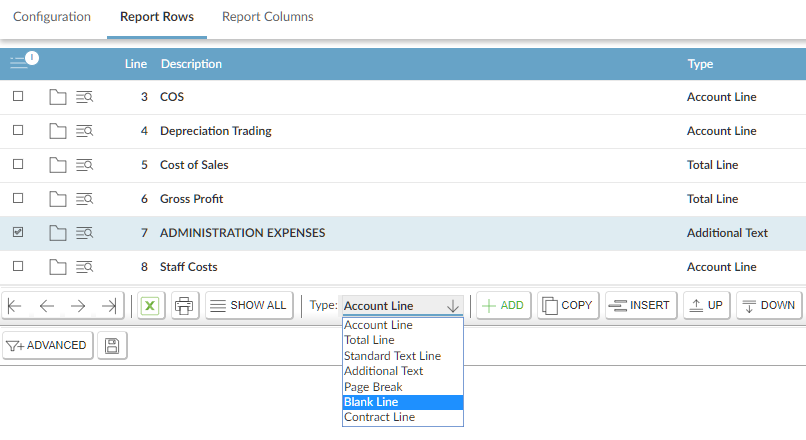 Configuration Report Rows Report Columns
Line Description Type
3 COS Account Line
4 Depreciation Trading Account Line
5 Cost of Sales Total Line
6 Gross Profit Total Line
7 ADMINISTRATION EXPENSES Additional Text
8 Staff Costs Account Line
X SHOW ALL Type: Account Line ADD COPY INSERT UP DOWN
Account Line
Total Line
Standard Text Line
ADVANCED
Additional Text
Page Break
Blank Line
Contract Line